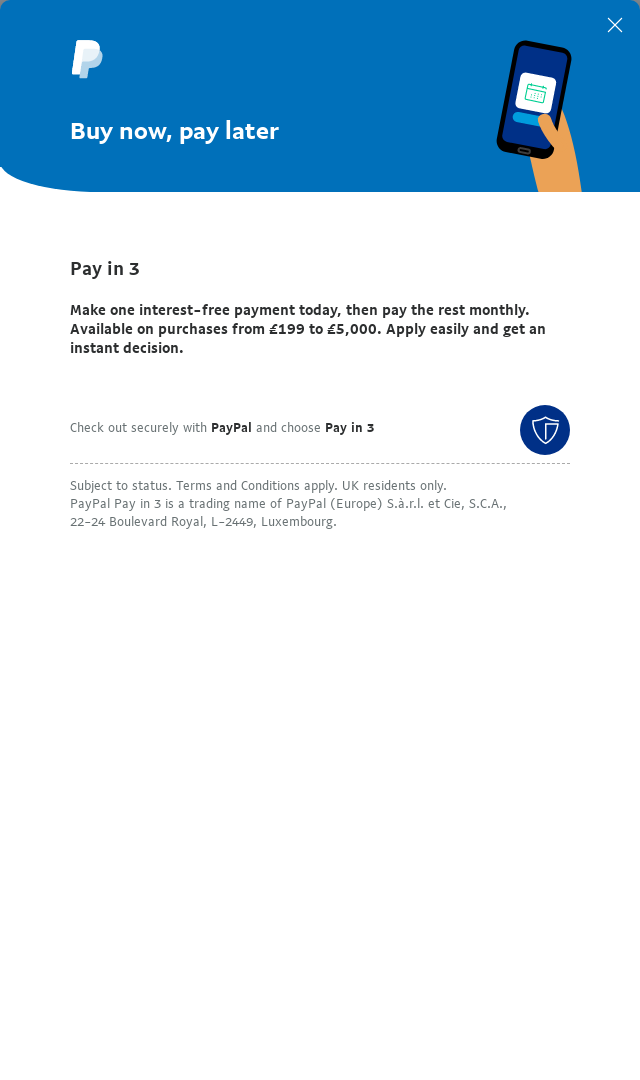 Buy now, pay later
Pay in 3
Make one interest-free payment today, then pay the rest monthly.
Available on purchases from £199 to £5,000. Apply easily and get an
instant decision.
Check out securely with PayPal and choose Pay in 3
Subject to status. Terms and Conditions apply. UK residents only.
PayPal Pay in 3 is a trading name of PayPal (Europe) S.à.r.l. et Cie, S.C.A.,
22-24 Boulevard Royal, L-2449, Luxembourg.